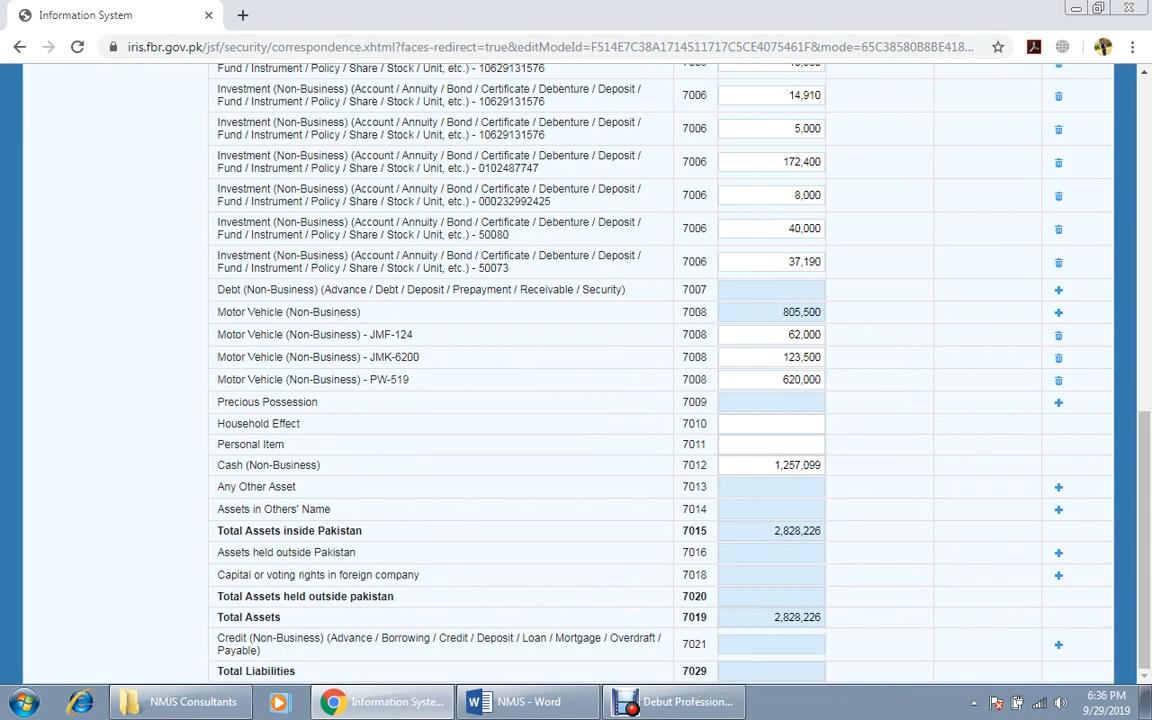 Information System
iris.fbr.gov.pk/jsf/security/correspondence.xhtml?faces-redirect=true&editModeId=F514E7C38A1714511717C5CE4075461F&mode=65C38580B8BE418...
Fund / Instrument / Policy / Share / Stock / Unit, etc.) - 10629131576
Investment (Non-Business) (Account / Annuity / Bond / Certificate / Debenture / Deposit /
Fund / Instrument / Policy / Share / Stock / Unit, etc.) - 10629131576 7006 14,910
Investment (Non-Business) (Account / Annuity / Bond / Certificate / Debenture / Deposit /
Fund / Instrument / Policy / Share / Stock / Unit, etc.) - 10629131576 7006 5,000
Investment (Non-Business) (Account / Annuity / Bond / Certificate / Debenture / Deposit /
Fund / Instrument / Policy / Share / Stock / Unit, etc.) - 0102487747 7006 172,400
Investment (Non-Business) (Account / Annuity / Bond / Certificate / Debenture / Deposit /
Fund / Instrument / Policy / Share / Stock / Unit, etc.) - 000232992425 7006 8,000
Investment (Non-Business) (Account / Annuity / Bond / Certificate / Debenture / Deposit /
Fund / Instrument / Policy / Share / Stock / Unit, etc.) - 50080 7006 40,000
Investment (Non-Business) (Account / Annuity / Bond / Certificate / Debenture / Deposit /
Fund / Instrument / Policy / Share / Stock / Unit, etc.) - 50073 7006 37,190
Debt (Non-Business) (Advance / Debt / Deposit / Prepayment / Receivable / Security) 7007
Motor Vehicle (Non-Business) 7008 805,500
Motor Vehicle (Non-Business) - JMF-124 7008 62,000
Motor Vehicle (Non-Business) - JMK-6200 7008 123,500
Motor Vehicle (Non-Business) - PW-519 7008 620,000
Precious Possession 7009
Household Effect 7010
Personal Item 7011
Cash (Non-Business) 7012 1,257,099
Any Other Asset 7013
Assets in Others' Name 7014
Total Assets inside Pakistan 7015 2,828,226
Assets held outside Pakistan 7016
Capital or voting rights in foreign company 7018
Total Assets held outside pakistan 7020
Total Assets 7019 2,828,226
Credit (Non-Business) (Advance / Borrowing / Credit / Deposit / Loan / Mortgage / Overdraft /
Payable) 7021
Total Liabilities 7029
NMJS Consultants Information Syste... NMJS - Word Debut Profession... 6:36 PM
9/29/2019